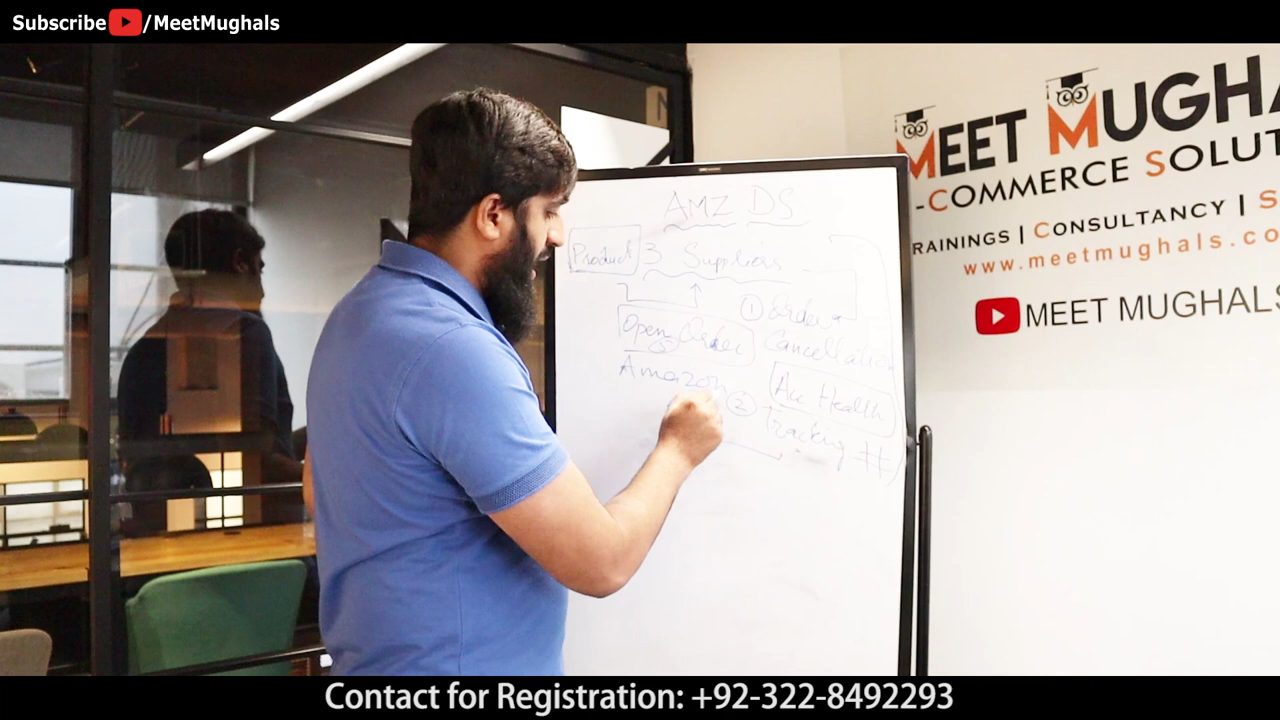 Subscribe /MeetMughals
MEET MUGHA
-COMMERCE SOLUT
RAININGS | CONSULTANCY | S
www.meetmughals.co
MEET MUGHALS
AMZ DS
Product 3 Suppliers
① Order
Open Order Cancellation
Amazon Acc Health
② Tracking #
Contact for Registration: +92-322-8492293